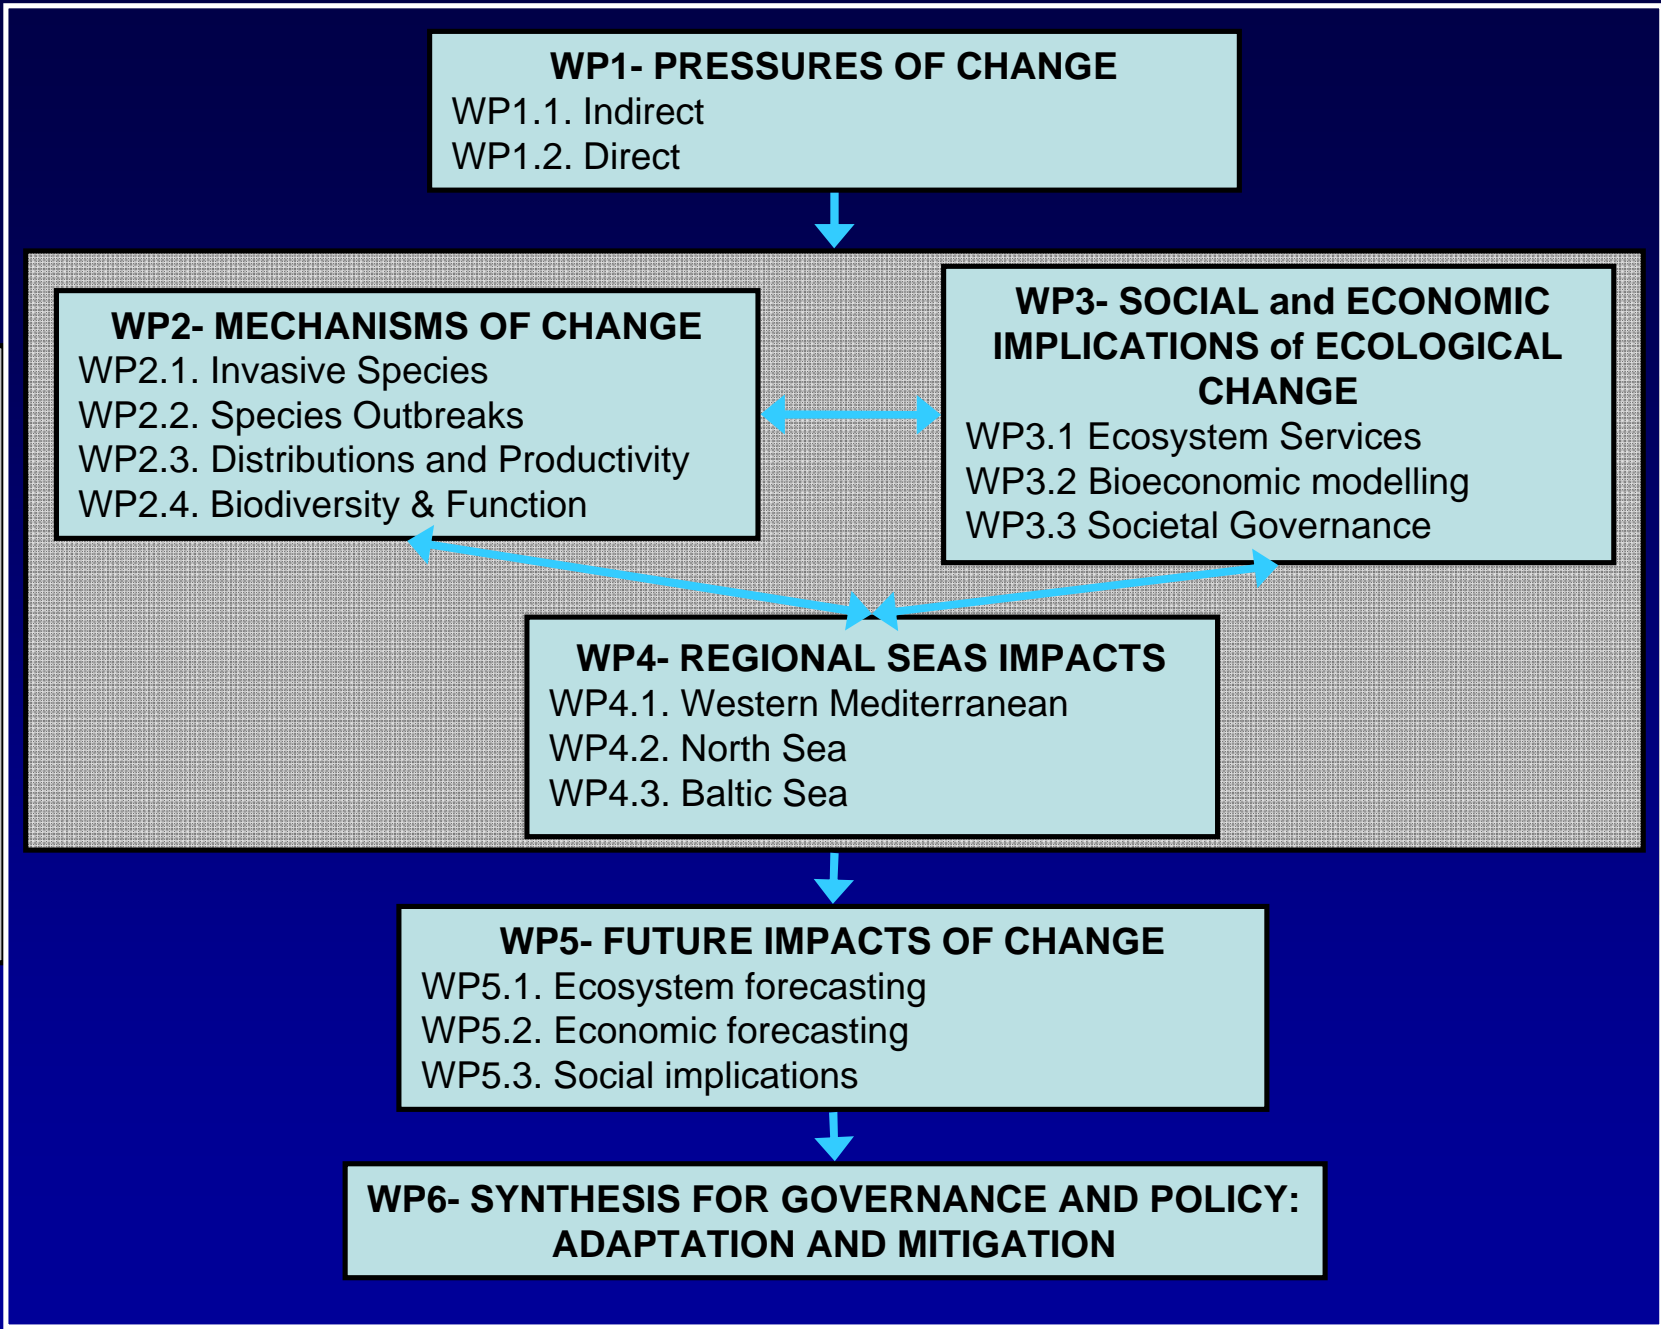 WP1- PRESSURES OF CHANGE
WP1.1. Indirect
WP1.2. Direct
WP2- MECHANISMS OF CHANGE
WP2.1. Invasive Species
WP2.2. Species Outbreaks
WP2.3. Distributions and Productivity
WP2.4. Biodiversity & Function
WP3- SOCIAL and ECONOMIC
IMPLICATIONS of ECOLOGICAL
CHANGE
WP3.1 Ecosystem Services
WP3.2 Bioeconomic modelling
WP3.3 Societal Governance
WP4- REGIONAL SEAS IMPACTS
WP4.1. Western Mediterranean
WP4.2. North Sea
WP4.3. Baltic Sea
WP5- FUTURE IMPACTS OF CHANGE
WP5.1. Ecosystem forecasting
WP5.2. Economic forecasting
WP5.3. Social implications
WP6- SYNTHESIS FOR GOVERNANCE AND POLICY:
ADAPTATION AND MITIGATION